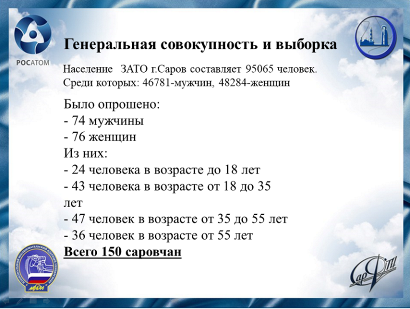 РОСАТОМ
Генеральная совокупность и выборка
Население ЗАТО г.Саров составляет 95065 человек.
Среди которых: 46781-мужчин, 48284-женщин
Было опрошено:
- 74 мужчины
- 76 женщин
Из них:
- 24 человека в возрасте до 18 лет
- 43 человека в возрасте от 18 до 35
лет
- 47 человек в возрасте от 35 до 55 лет
- 36 человек в возрасте от 55 лет
Всего 150 саровчан